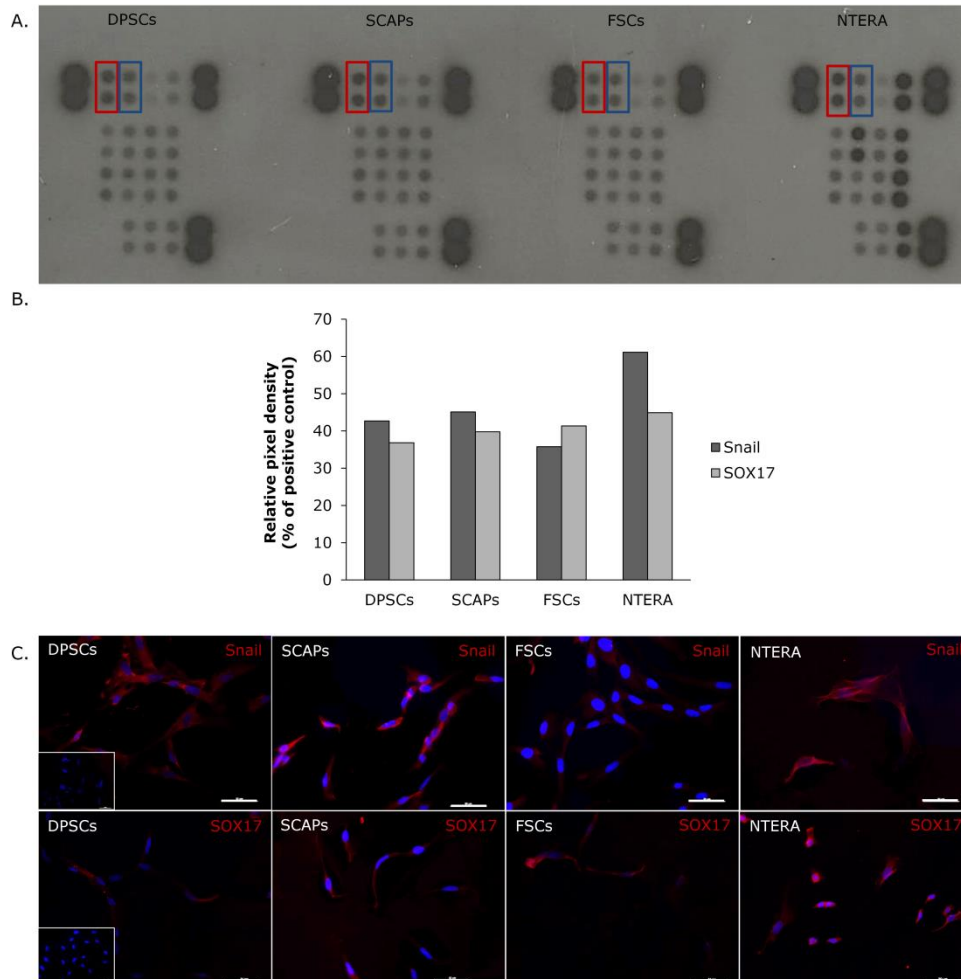 A.
DPSCs SCAPs FSCs NTERA
B.
70
60
50
40
30
20
10
0
Relative pixel density
(% of positive control)
DPSCs SCAPs FSCs NTERA
Snail
SOX17
C.
DPSCs Snail SCAPs Snail FSCs Snail NTERA Snail
DPSCs SOX17 SCAPs SOX17 FSCs SOX17 NTERA SOX17